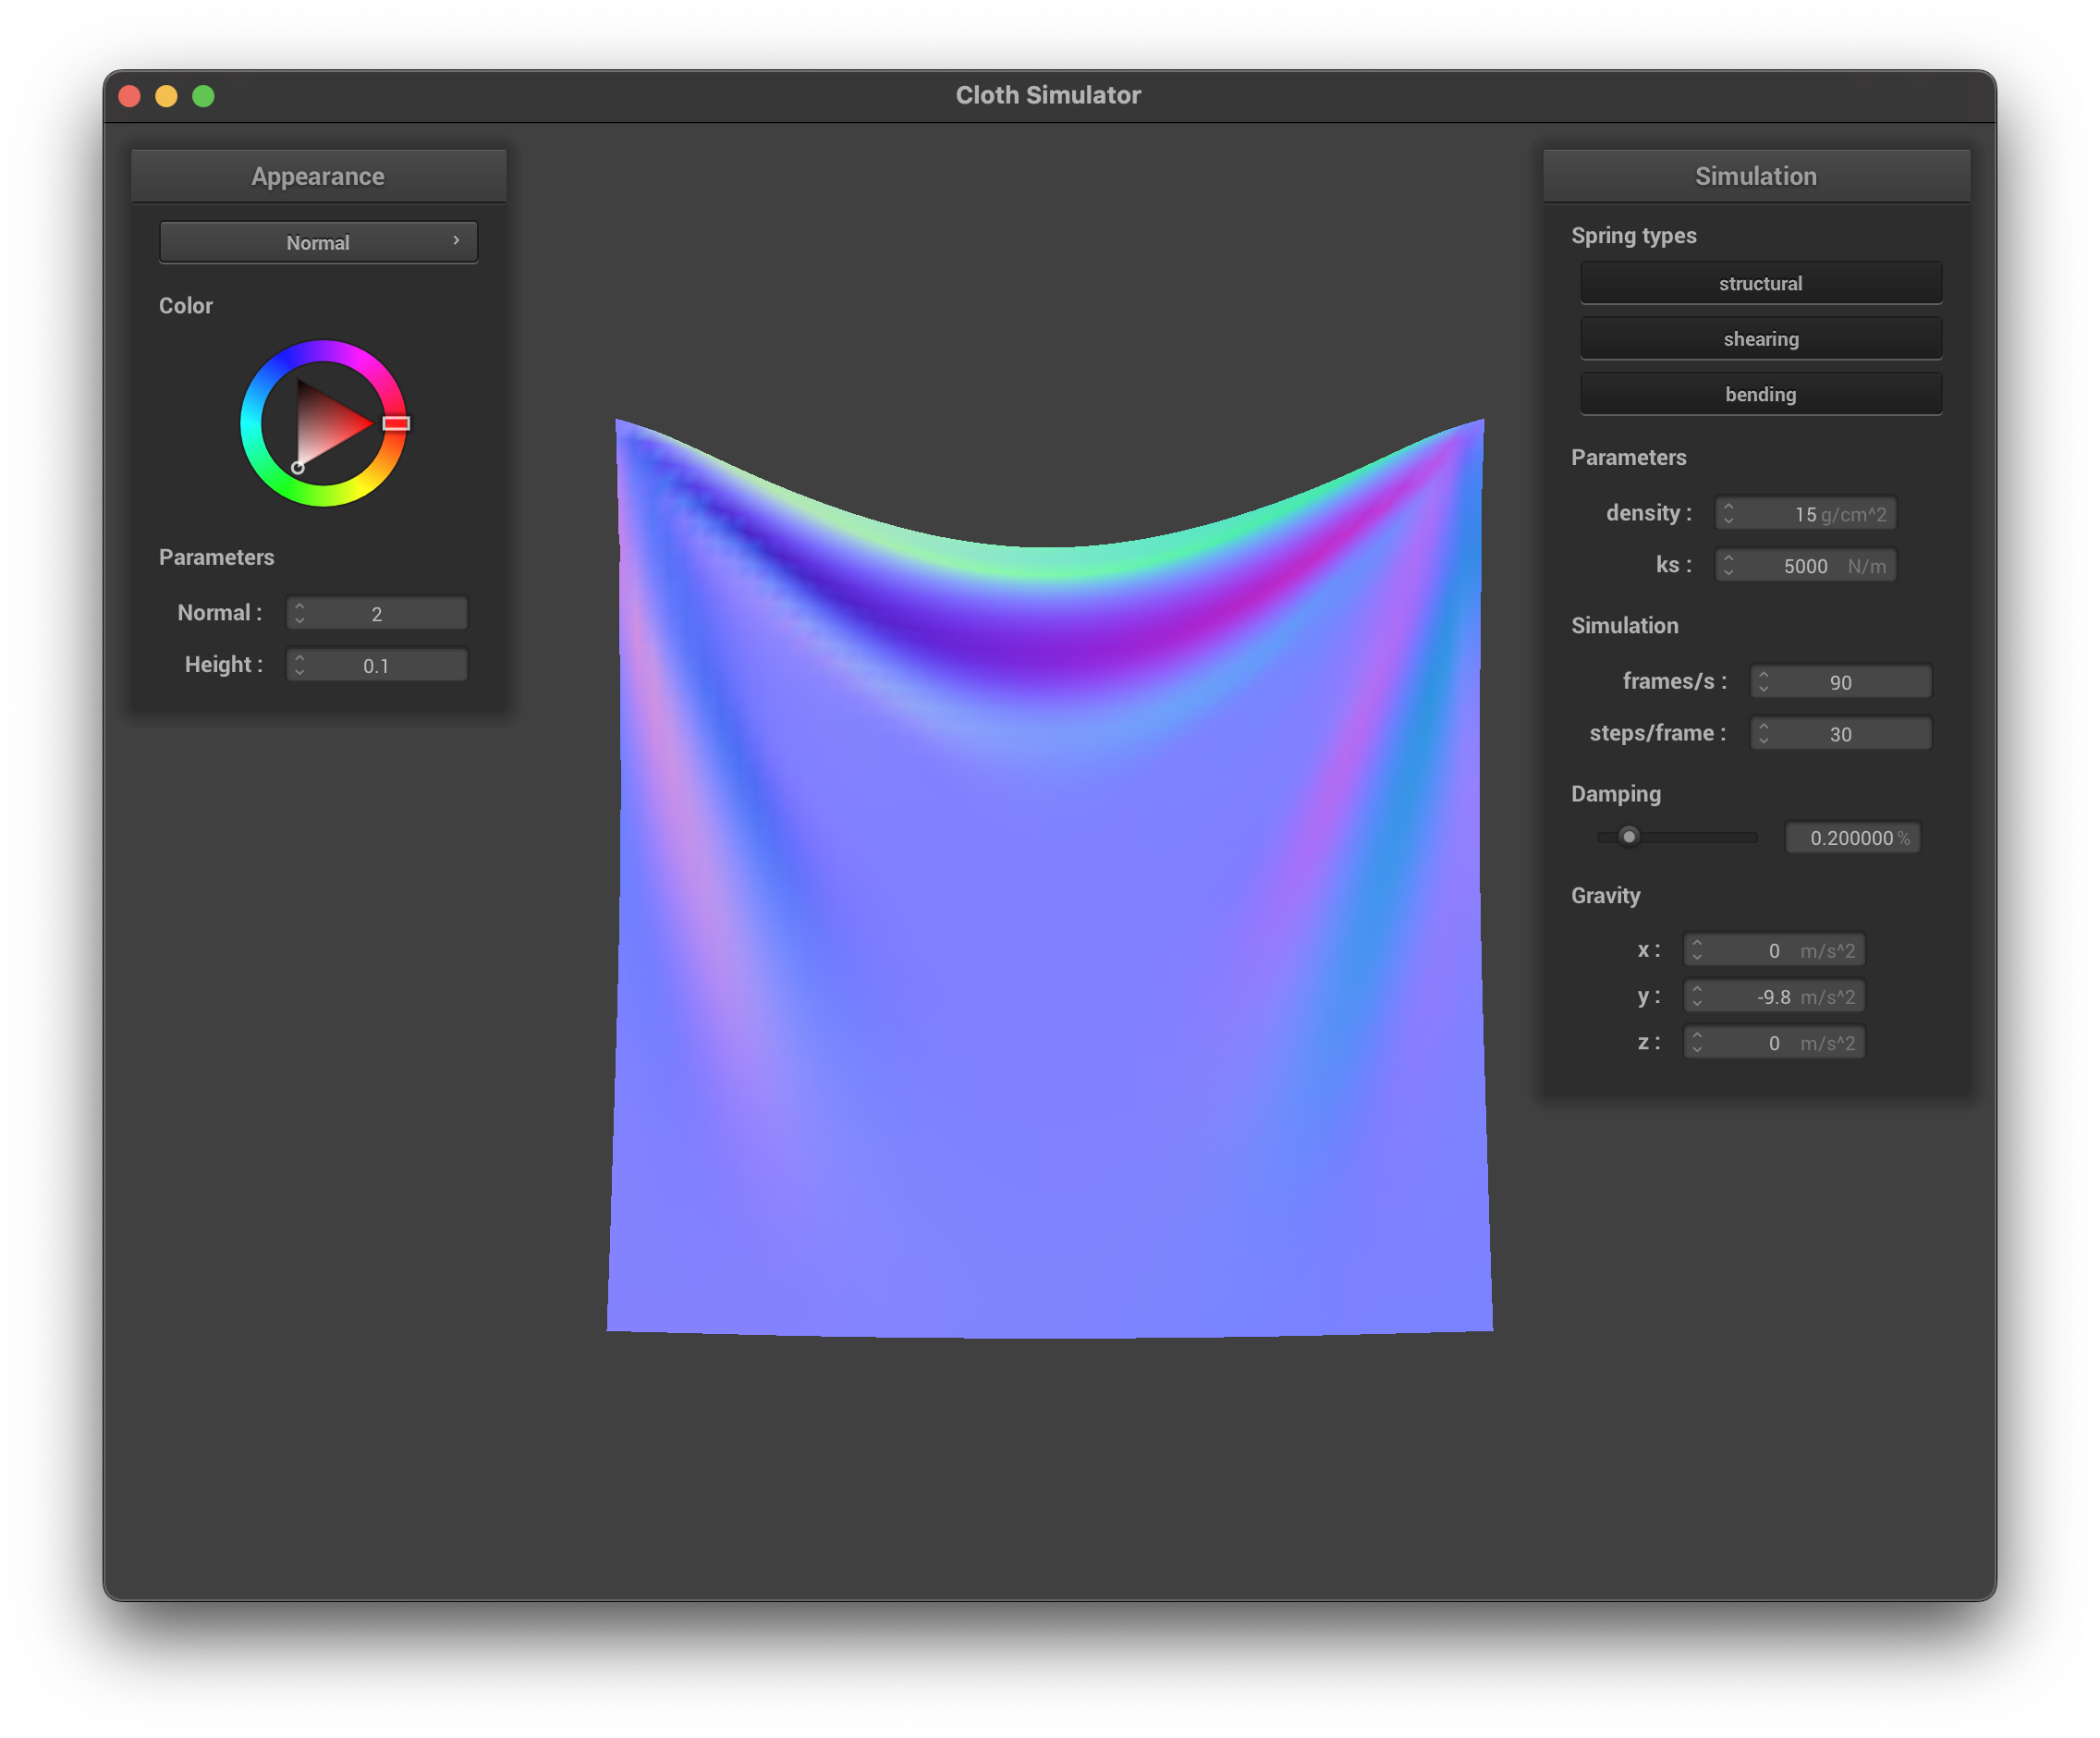 Cloth Simulator
Appearance
Normal
Color
Parameters
Normal : 2
Height : 0.1
Simulation
Spring types
structural
shearing
bending
Parameters
density : 15 g/cm^2
ks : 5000 N/m
Simulation
frames/s : 90
steps/frame : 30
Damping
0.200000 %
Gravity
x : 0 m/s^2
y : -9.8 m/s^2
z : 0 m/s^2